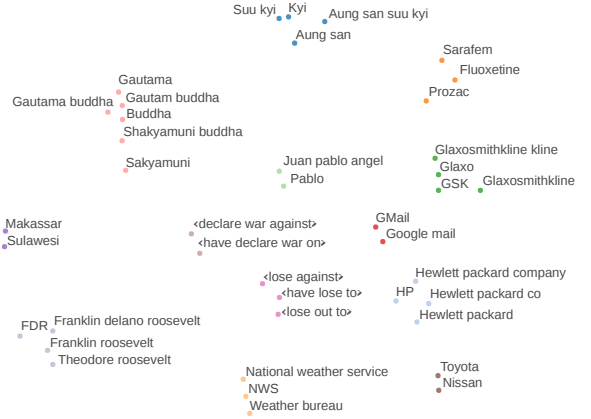 Suu kyi
Kyi
Aung san suu kyi
Aung san
Sarafem
Fluoxetine
Prozac
Gautama
Gautama buddha
Gautam buddha
Buddha
Shakyamuni buddha
Sakyamuni
Juan pablo angel
Pablo
Glaxosmithkline kline
Glaxo
GSK
Glaxosmithkline
Makassar
Sulawesi
<declare war against>
<have declare war on>
GMail
Google mail
<lose against>
<have lose to>
<lose out to>
Hewlett packard company
HP
Hewlett packard co
Hewlett packard
FDR
Franklin delano roosevelt
Franklin roosevelt
Theodore roosevelt
National weather service
NWS
Weather bureau
Toyota
Nissan